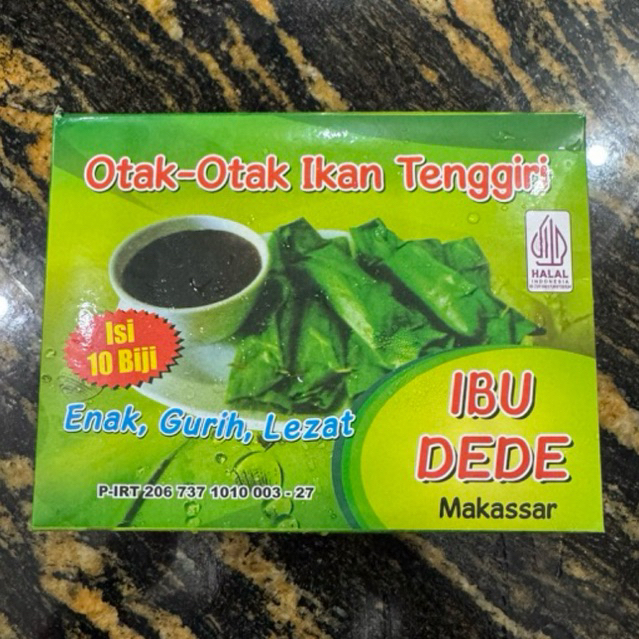 Otak-Otak Ikan Tenggiri
HALAL
INDONESIA
Isi
10 Biji
Enak, Gurih, Lezat
IBU
DEDE
Makassar
P-IRT 206 737 1010 003 - 27